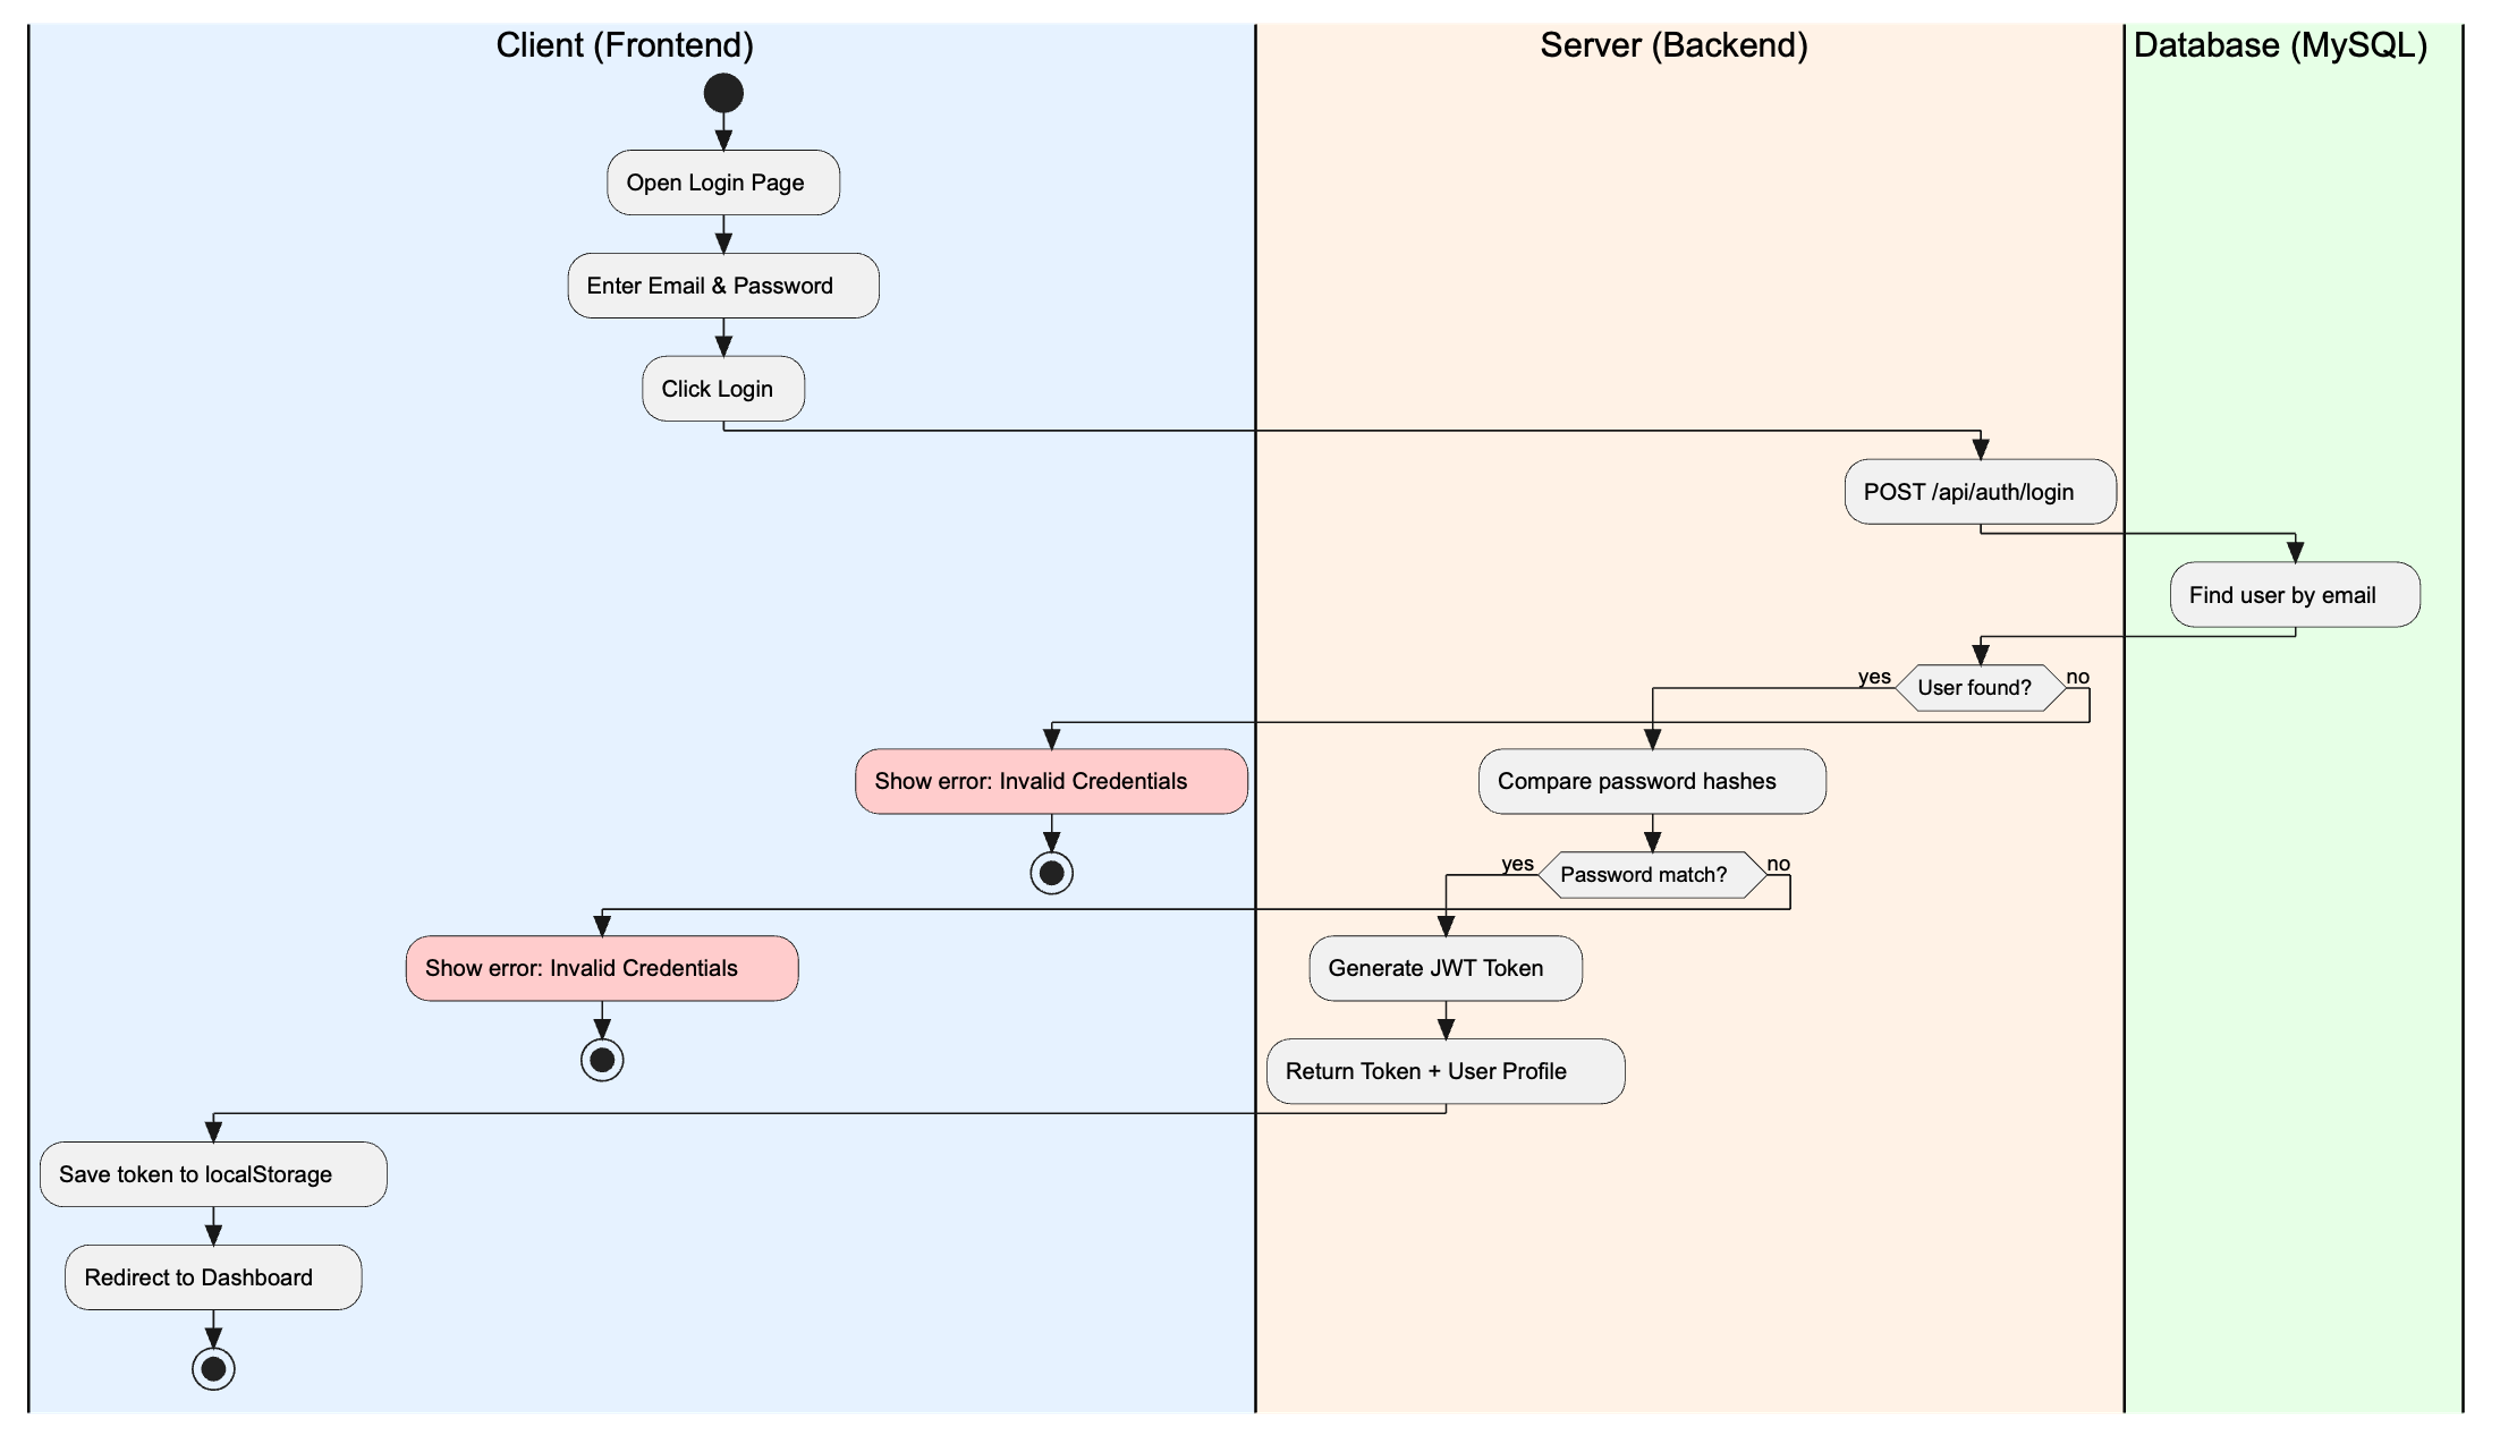 Client (Frontend)
Server (Backend)
Database (MySQL)
Open Login Page
Enter Email & Password
Click Login
POST /api/auth/login
Find user by email
yes
User found?
no
Show error: Invalid Credentials
Compare password hashes
yes
Password match?
no
Show error: Invalid Credentials
Generate JWT Token
Return Token + User Profile
Save token to localStorage
Redirect to Dashboard